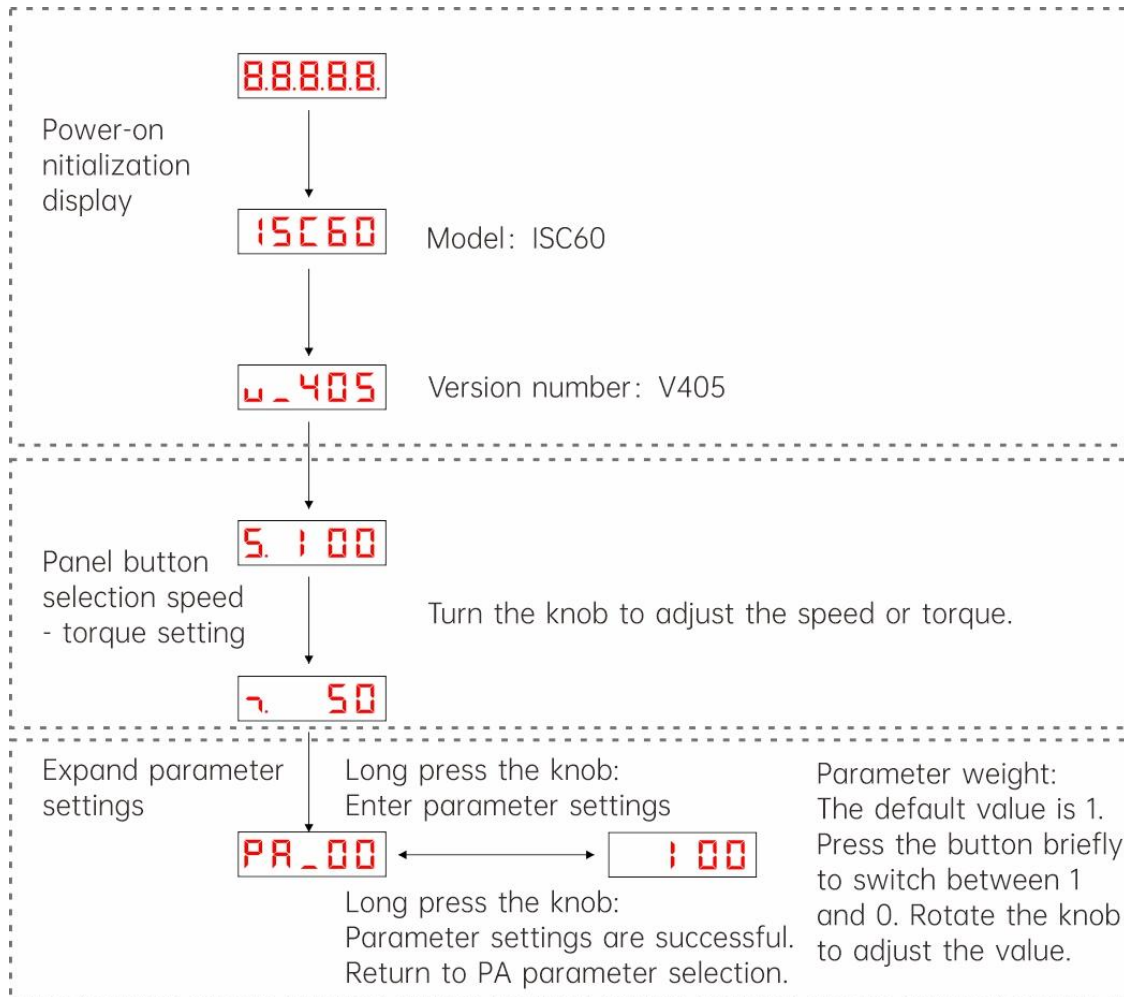 8.8.8.8.8.
Power-on
nitialization
display
ISC60
Model: ISC60
u_405
Version number: V405
S. 100
Panel button
selection speed
- torque setting
Turn the knob to adjust the speed or torque.
50
Expand parameter
settings
Long press the knob:
Enter parameter settings
PA_00
100
Long press the knob:
Parameter settings are successful.
Return to PA parameter selection.
Parameter weight:
The default value is 1.
Press the button briefly
to switch between 1
and 0. Rotate the knob
to adjust the value.